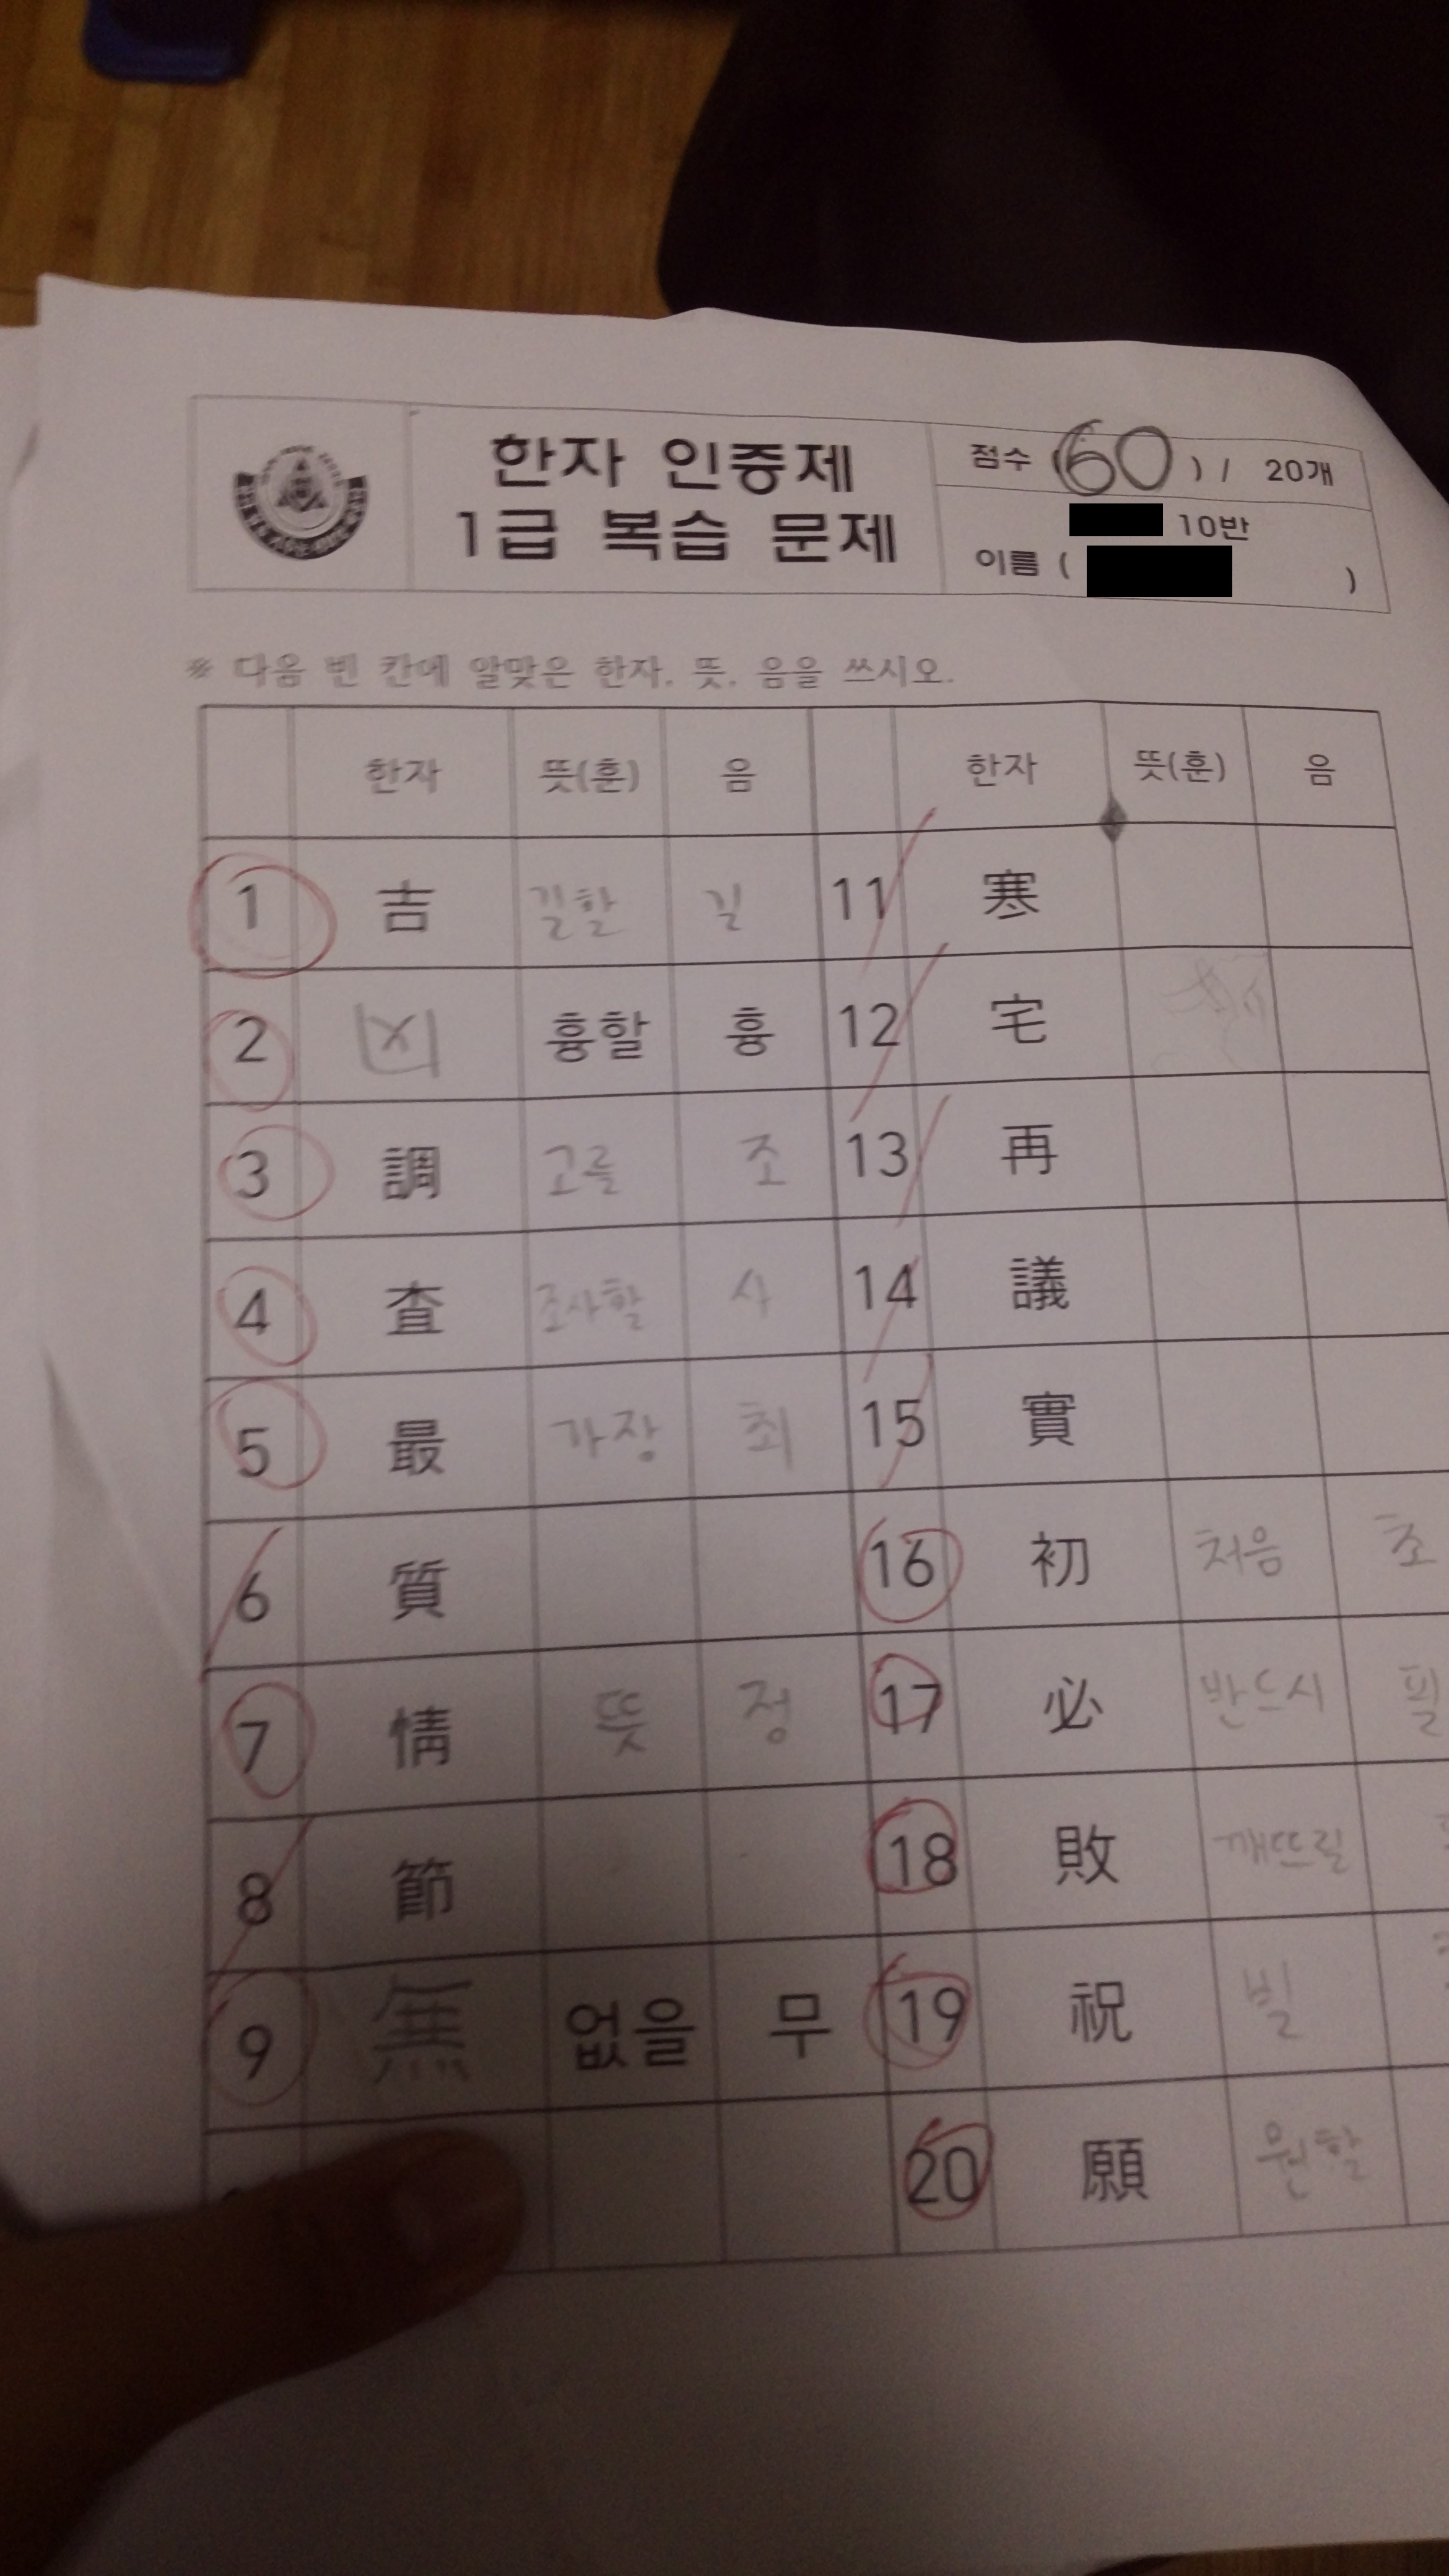 한자 인증제
1급 복습 문제
점수 (60) / 20개
10반
이름 ( )
※ 다음 빈 칸에 알맞은 한자, 뜻, 음을 쓰시오.
한자 뜻(훈) 음 한자 뜻(훈) 음
1 吉 길할 길 11 寒
2 凶 흉할 흉 12 宅
3 調 고를 조 13 再
4 査 조사할 사 14 議
5 最 가장 최 15 實
6 質 16 初 처음 초
7 情 뜻 정 17 必 반드시 필
8 節 18 敗 깨뜨릴
9 無 없을 무 19 祝 빌
20 願 원할